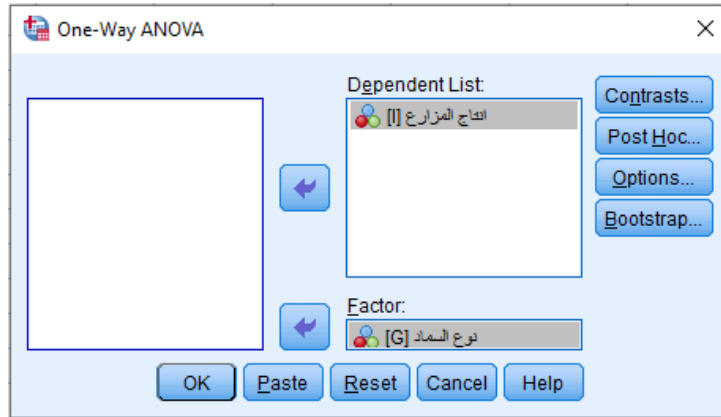 One-Way ANOVA
Dependent List:
انتاج المزارع [I]
Contrasts...
Post Hoc...
Options...
Bootstrap...
Factor:
نوع السماد [G]
OK Paste Reset Cancel Help